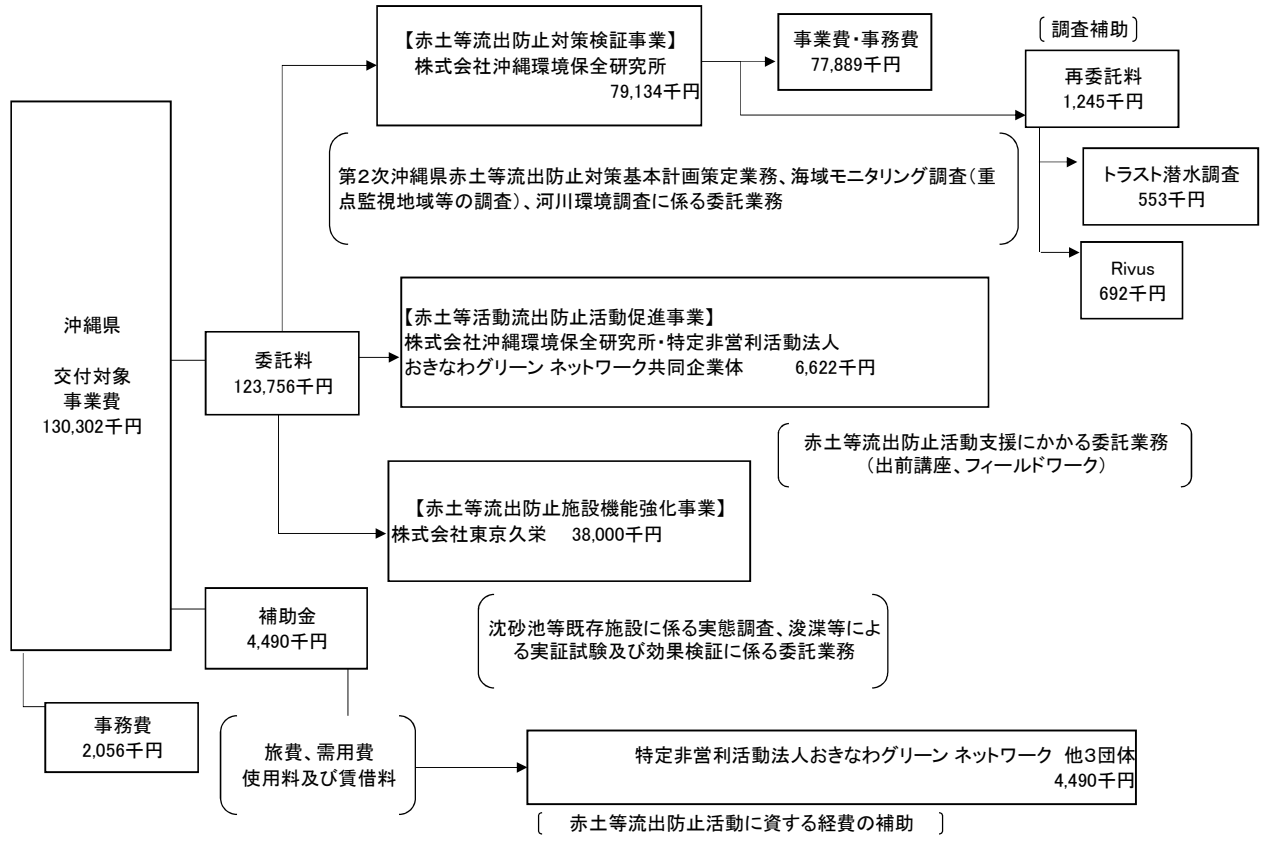 沖縄県
交付対象
事業費
130,302千円
委託料
123,756千円
【赤土等流出防止対策検証事業】
株式会社沖縄環境保全研究所
79,134千円
事業費・事務費
77,889千円
〔 調査補助 〕
再委託料
1,245千円
トラスト潜水調査
553千円
Rivus
692千円
第2次沖縄県赤土等流出防止対策基本計画策定業務、海域モニタリング調査(重
点監視地域等の調査)、河川環境調査に係る委託業務
【赤土等活動流出防止活動促進事業】
株式会社沖縄環境保全研究所・特定非営利活動法人
おきなわグリーン ネットワーク共同企業体 6,622千円
赤土等流出防止活動支援にかかる委託業務
(出前講座、フィールドワーク)
【赤土等流出防止施設機能強化事業】
株式会社東京久栄 38,000千円
沈砂池等既存施設に係る実態調査、浚渫等によ
る実証試験及び効果検証に係る委託業務
補助金
4,490千円
事務費
2,056千円
旅費、需用費
使用料及び賃借料
特定非営利活動法人おきなわグリーン ネットワーク 他3団体
4,490千円
〔 赤土等流出防止活動に資する経費の補助 〕